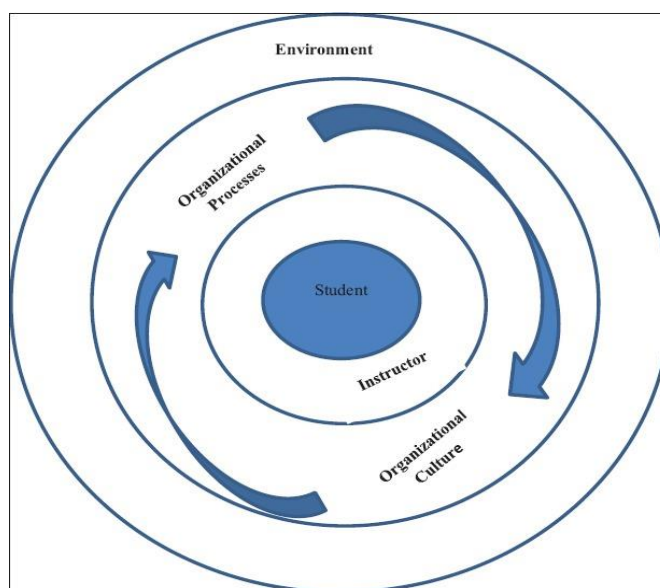 Environment
Organizational
Processes
Student
Instructor
Organizational
Culture